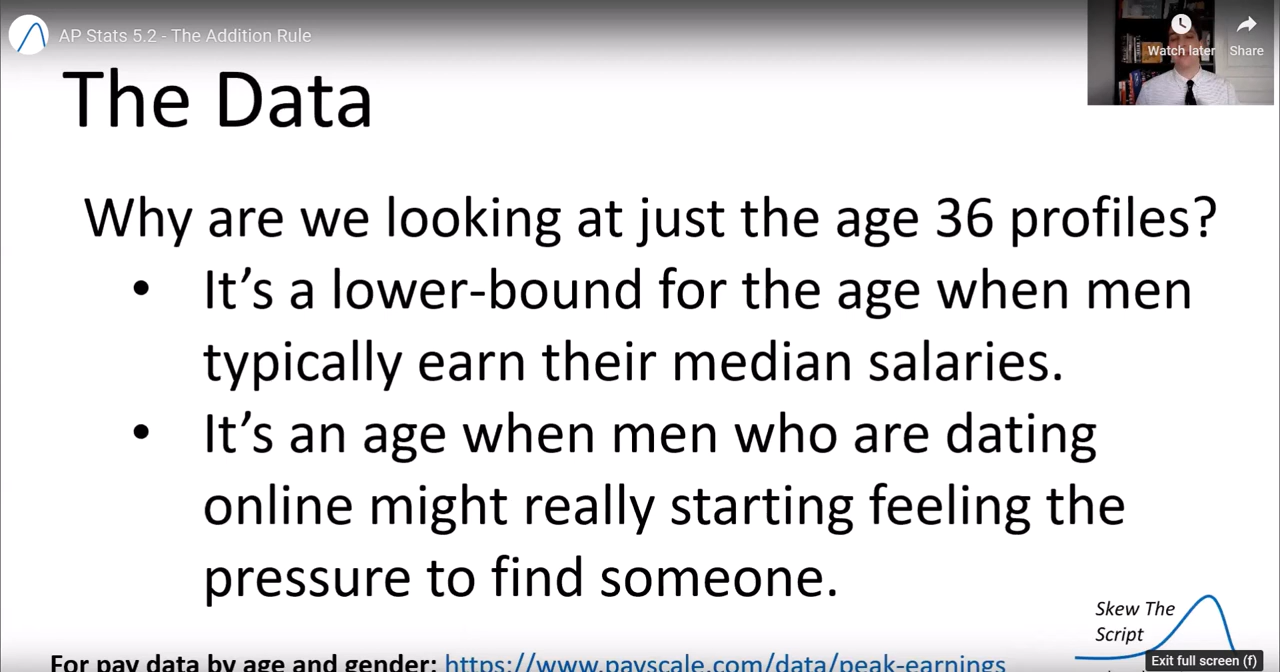 AP Stats 5.2 - The Addition Rule
Watch later
Share
The Data
Why are we looking at just the age 36 profiles?
• It’s a lower-bound for the age when men
typically earn their median salaries.
• It’s an age when men who are dating
online might really starting feeling the
pressure to find someone.
Skew The
Script
For pay data by age and gender: https://www.payscale.com/data/peak-earnings
Exit full screen (f)